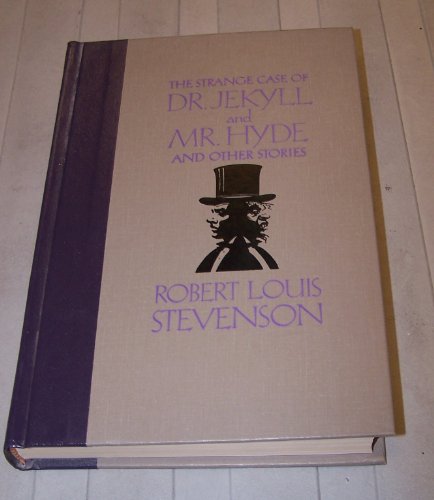 THE STRANGE CASE OF
DR. JEKYLL
and
MR. HYDE
AND OTHER STORIES
ROBERT LOUIS
STEVENSON